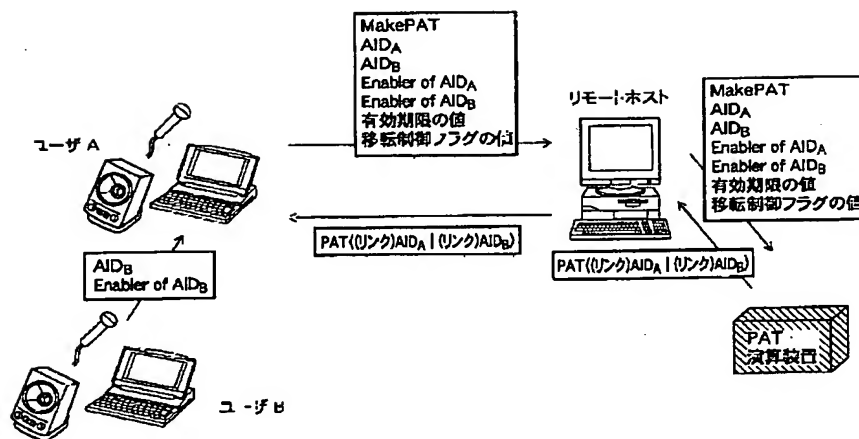 MakePAT
AIDA
AIDB
Enabler of AIDA
Enabler of AIDB
有効期限の値
移転制御フラグの値
リモートホスト
MakePAT
AIDA
AIDB
Enabler of AIDA
Enabler of AIDB
有効期限の値
移転制御フラグの値
ユーザ A
PAT((リンク)AIDA | (リンク)AIDB)
PAT((リンク)AIDA | (リンク)AIDB)
AIDB
Enabler of AIDB
PAT
演算装置
ユーザ B